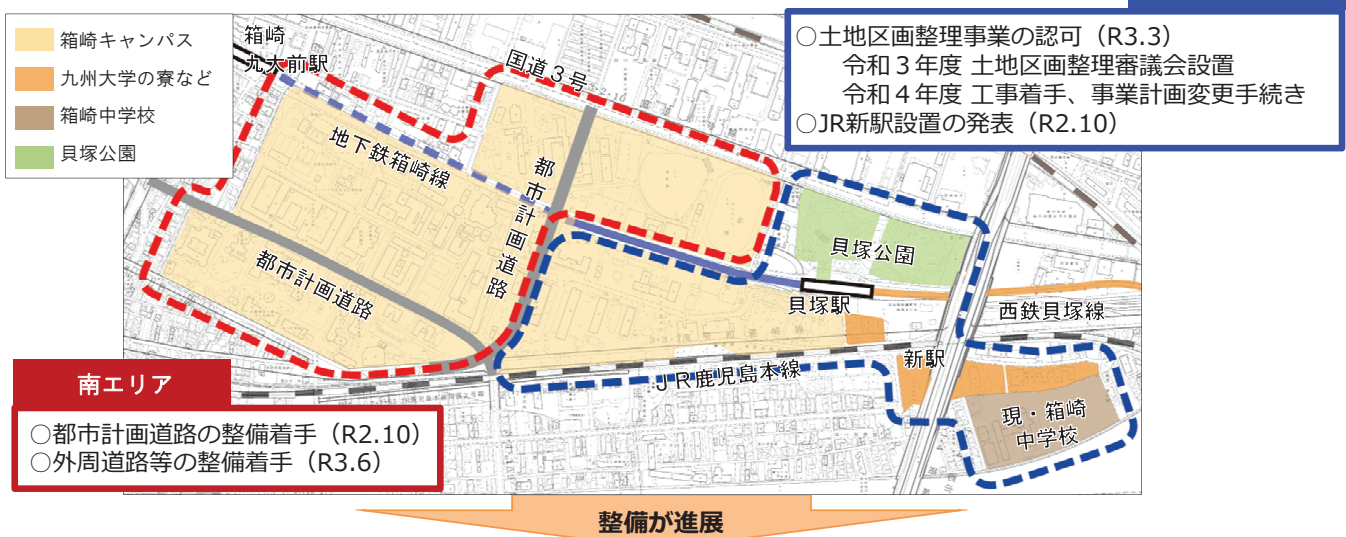 箱崎キャンパス
九州大学の寮など
箱崎中学校
貝塚公園
○土地区画整理事業の認可（R3.3）
令和３年度 土地区画整理審議会設置
令和４年度 工事着手、事業計画変更手続き
○JR新駅設置の発表（R2.10）
箱崎
九大前駅
国道３号
地下鉄箱崎線
都市計画道路
都市計画道路
貝塚公園
貝塚駅
西鉄貝塚線
新駅
ＪＲ鹿児島本線
現・箱崎
中学校
南エリア
○都市計画道路の整備着手（R2.10）
○外周道路等の整備着手（R3.6）
整備が進展